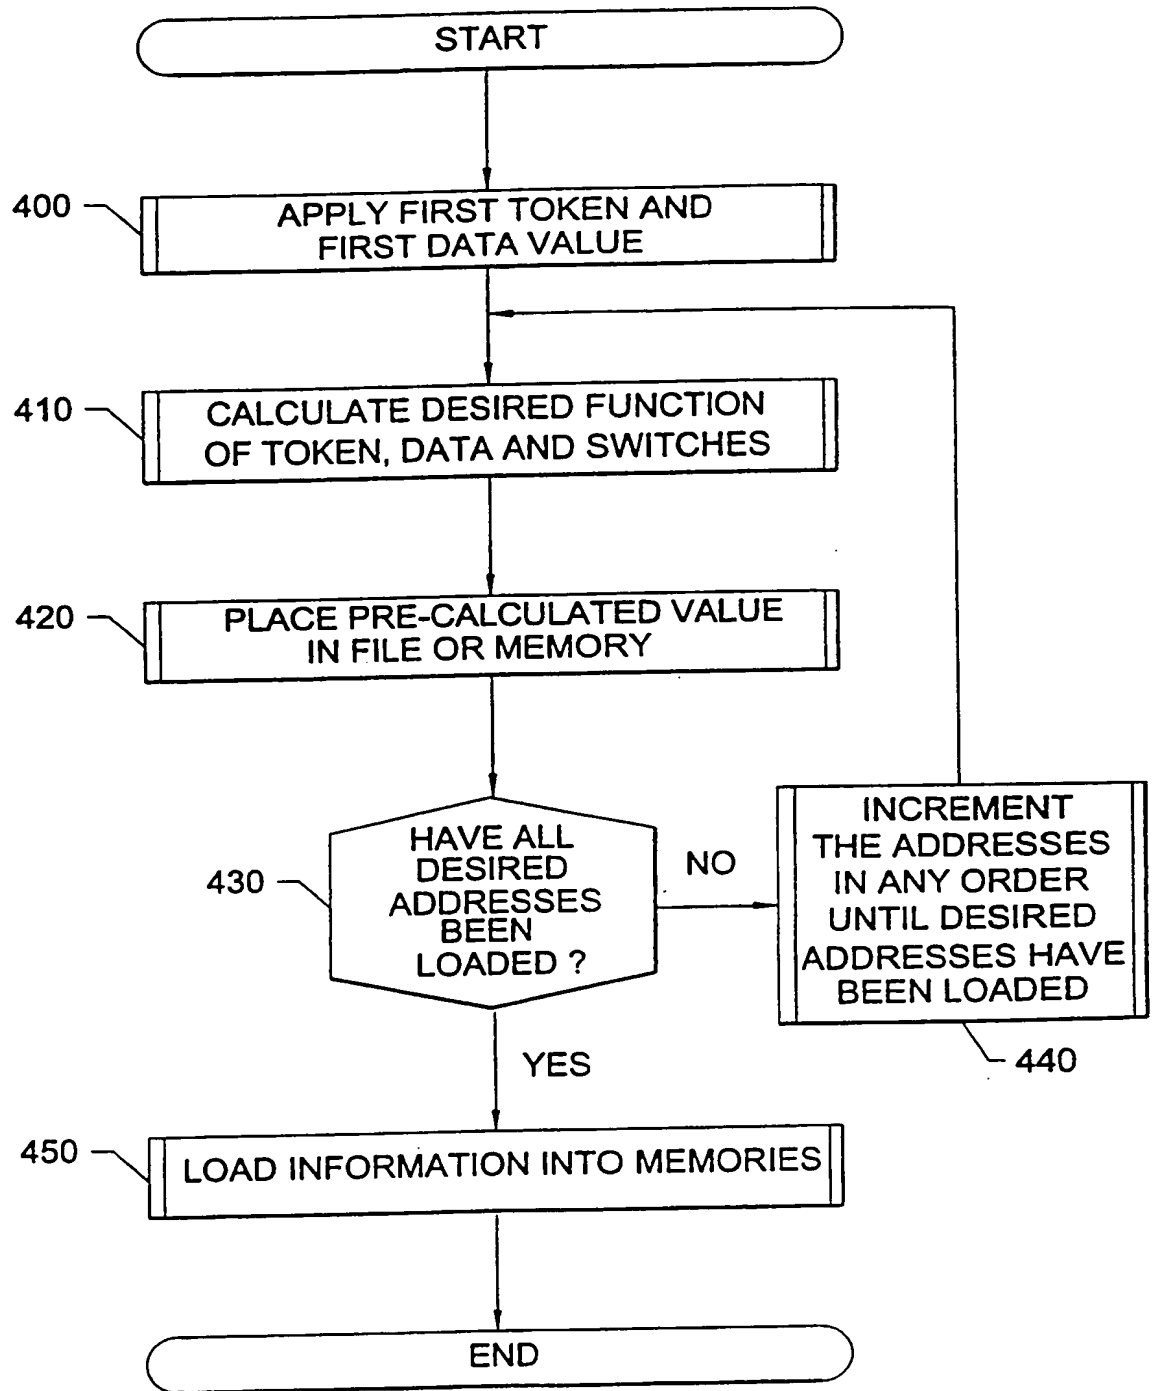 START
400
APPLY FIRST TOKEN AND
FIRST DATA VALUE
410
CALCULATE DESIRED FUNCTION
OF TOKEN, DATA AND SWITCHES
420
PLACE PRE-CALCULATED VALUE
IN FILE OR MEMORY
430
HAVE ALL
DESIRED
ADDRESSES
BEEN
LOADED ?
NO
INCREMENT
THE ADDRESSES
IN ANY ORDER
UNTIL DESIRED
ADDRESSES HAVE
BEEN LOADED
440
YES
450
LOAD INFORMATION INTO MEMORIES
END